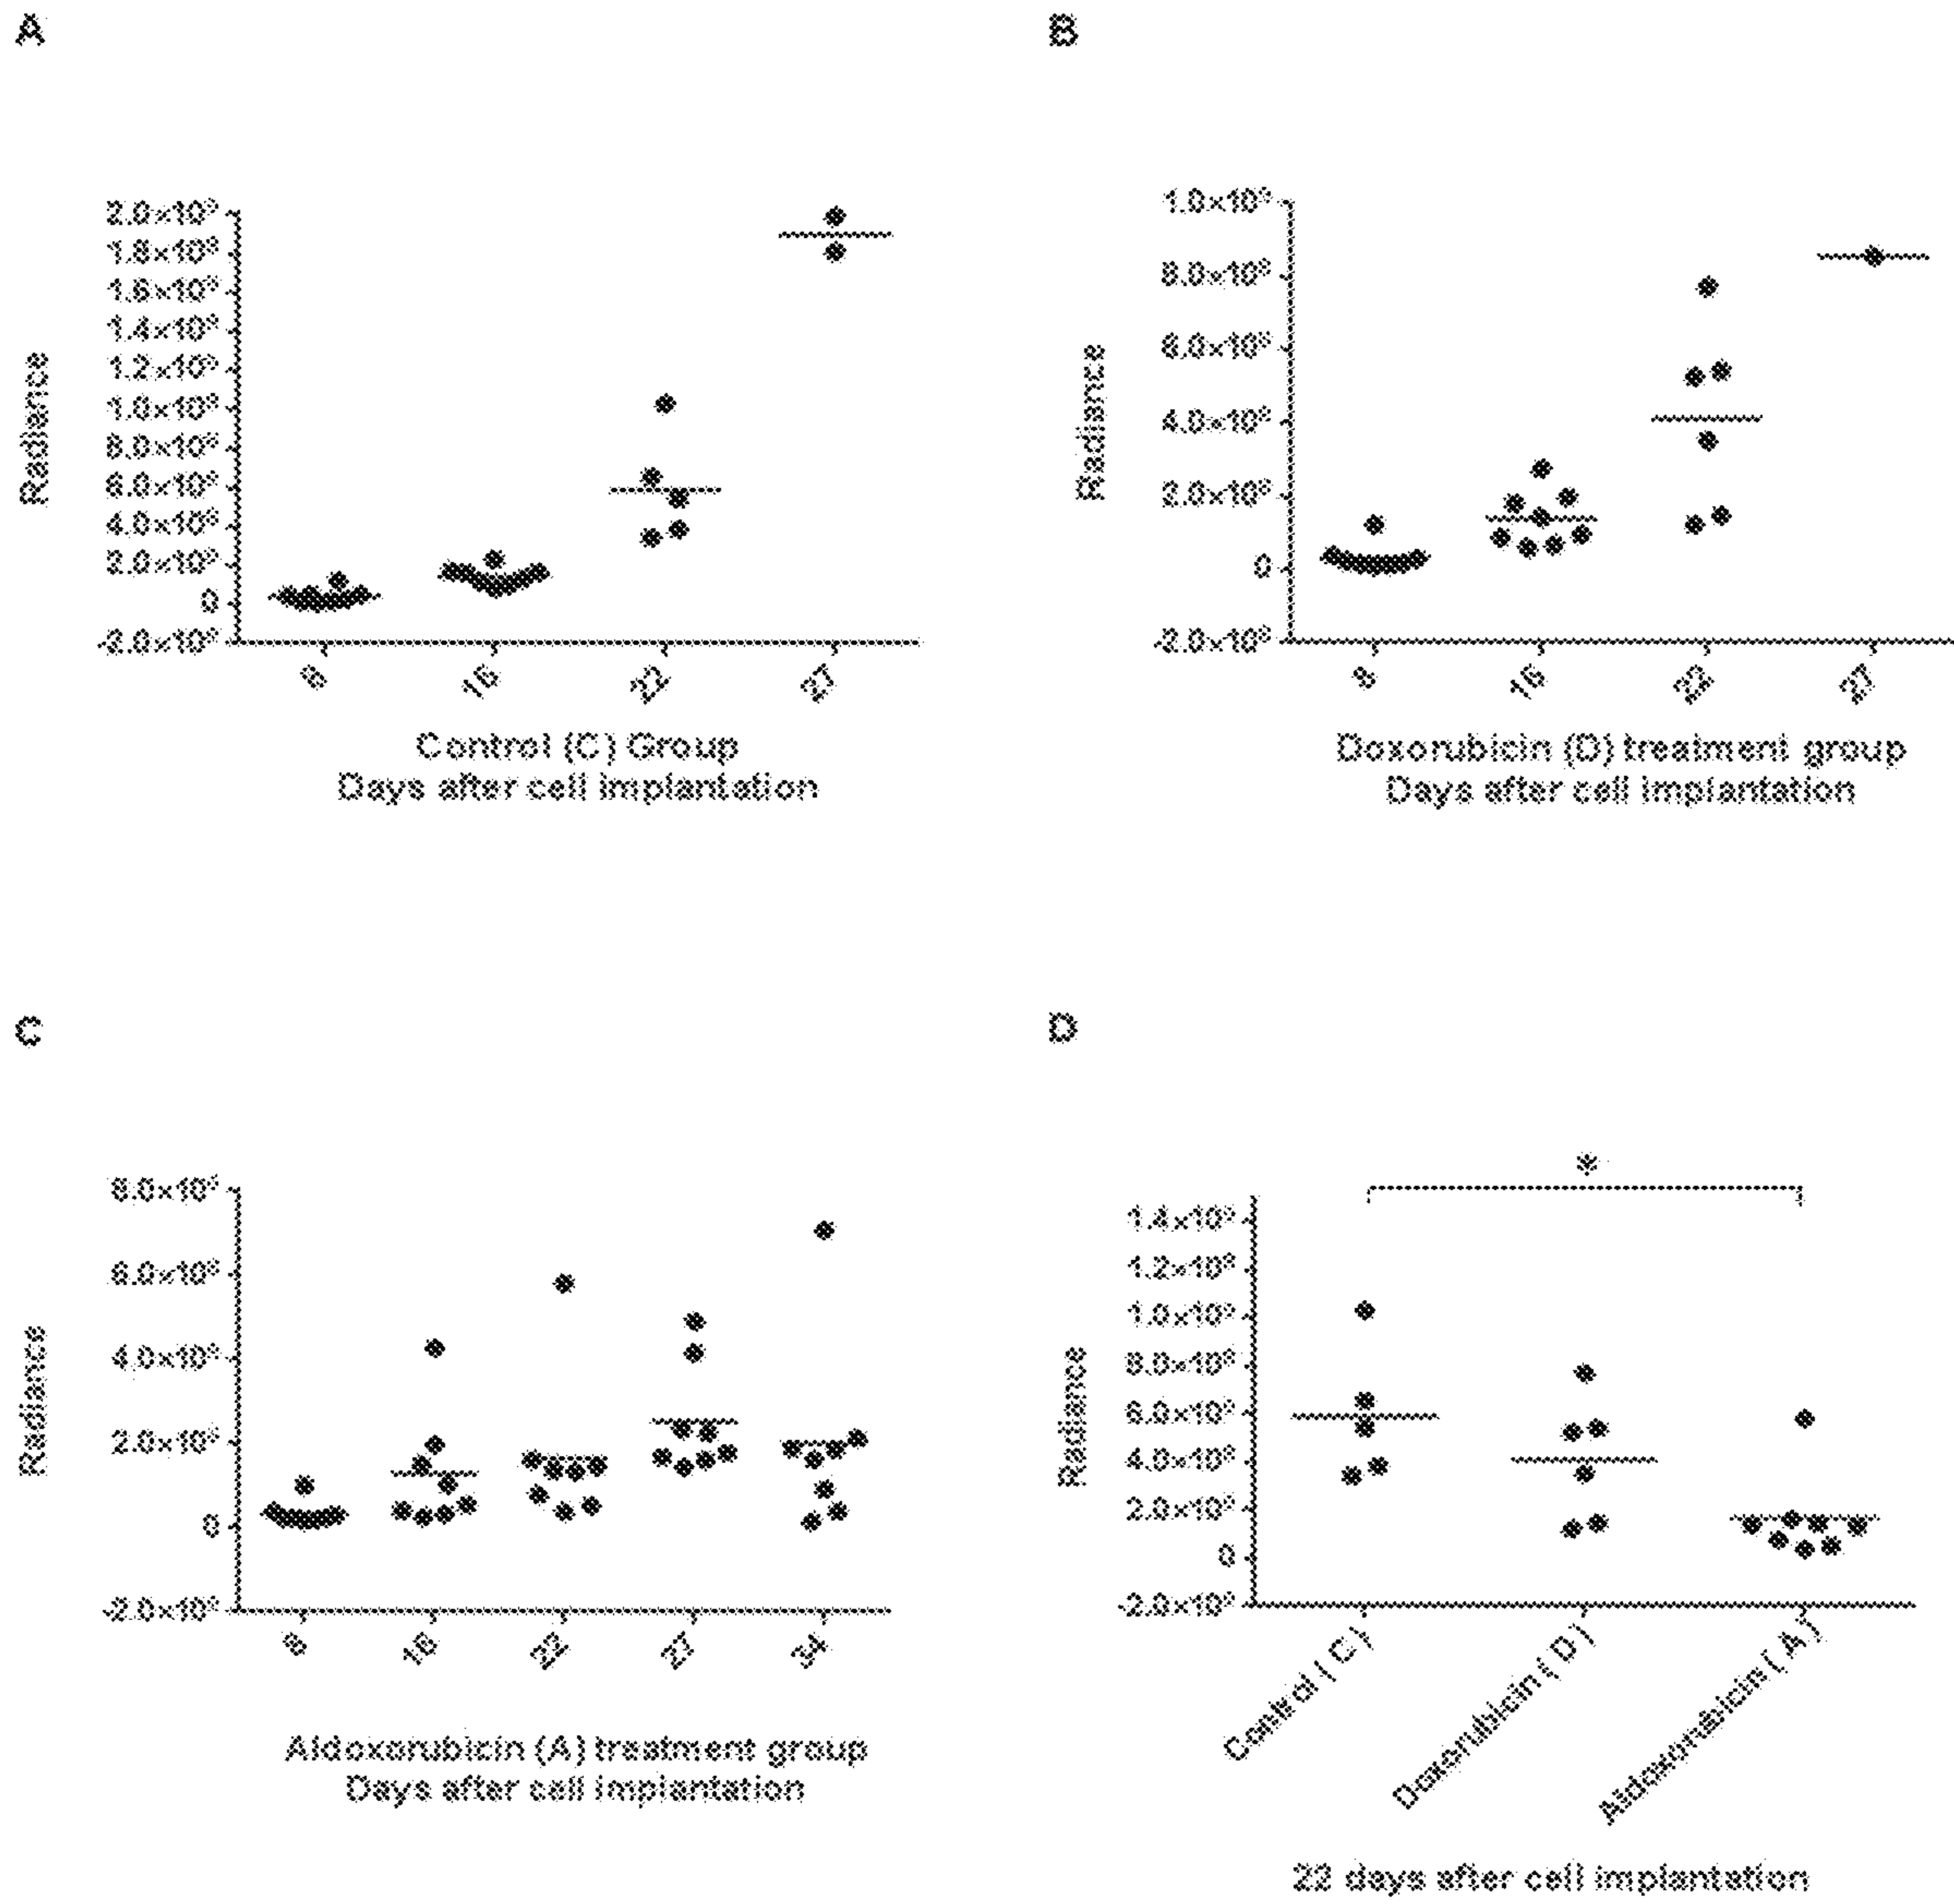 A
2.0×10⁹
1.8×10⁹
1.6×10⁹
1.4×10⁹
1.2×10⁹
1.0×10⁹
8.0×10⁸
6.0×10⁸
4.0×10⁸
2.0×10⁸
0
-2.0×10⁸
Radiance
8
16
22
27
Control (C) Group
Days after cell implantation
B
1.0×10⁹
8.0×10⁸
6.0×10⁸
4.0×10⁸
2.0×10⁸
0
-2.0×10⁸
Radiance
8
16
22
27
Doxorubicin (D) treatment group
Days after cell implantation
C
8.0×10⁸
6.0×10⁸
4.0×10⁸
2.0×10⁸
0
-2.0×10⁸
Radiance
8
16
22
27
34
Aldoxorubicin (A) treatment group
Days after cell implantation
D
*
1.4×10⁹
1.2×10⁹
1.0×10⁹
8.0×10⁸
6.0×10⁸
4.0×10⁸
2.0×10⁸
0
-2.0×10⁸
Radiance
Control ( C )
Doxorubicin ( D )
Aldoxorubicin ( A )
22 days after cell implantation